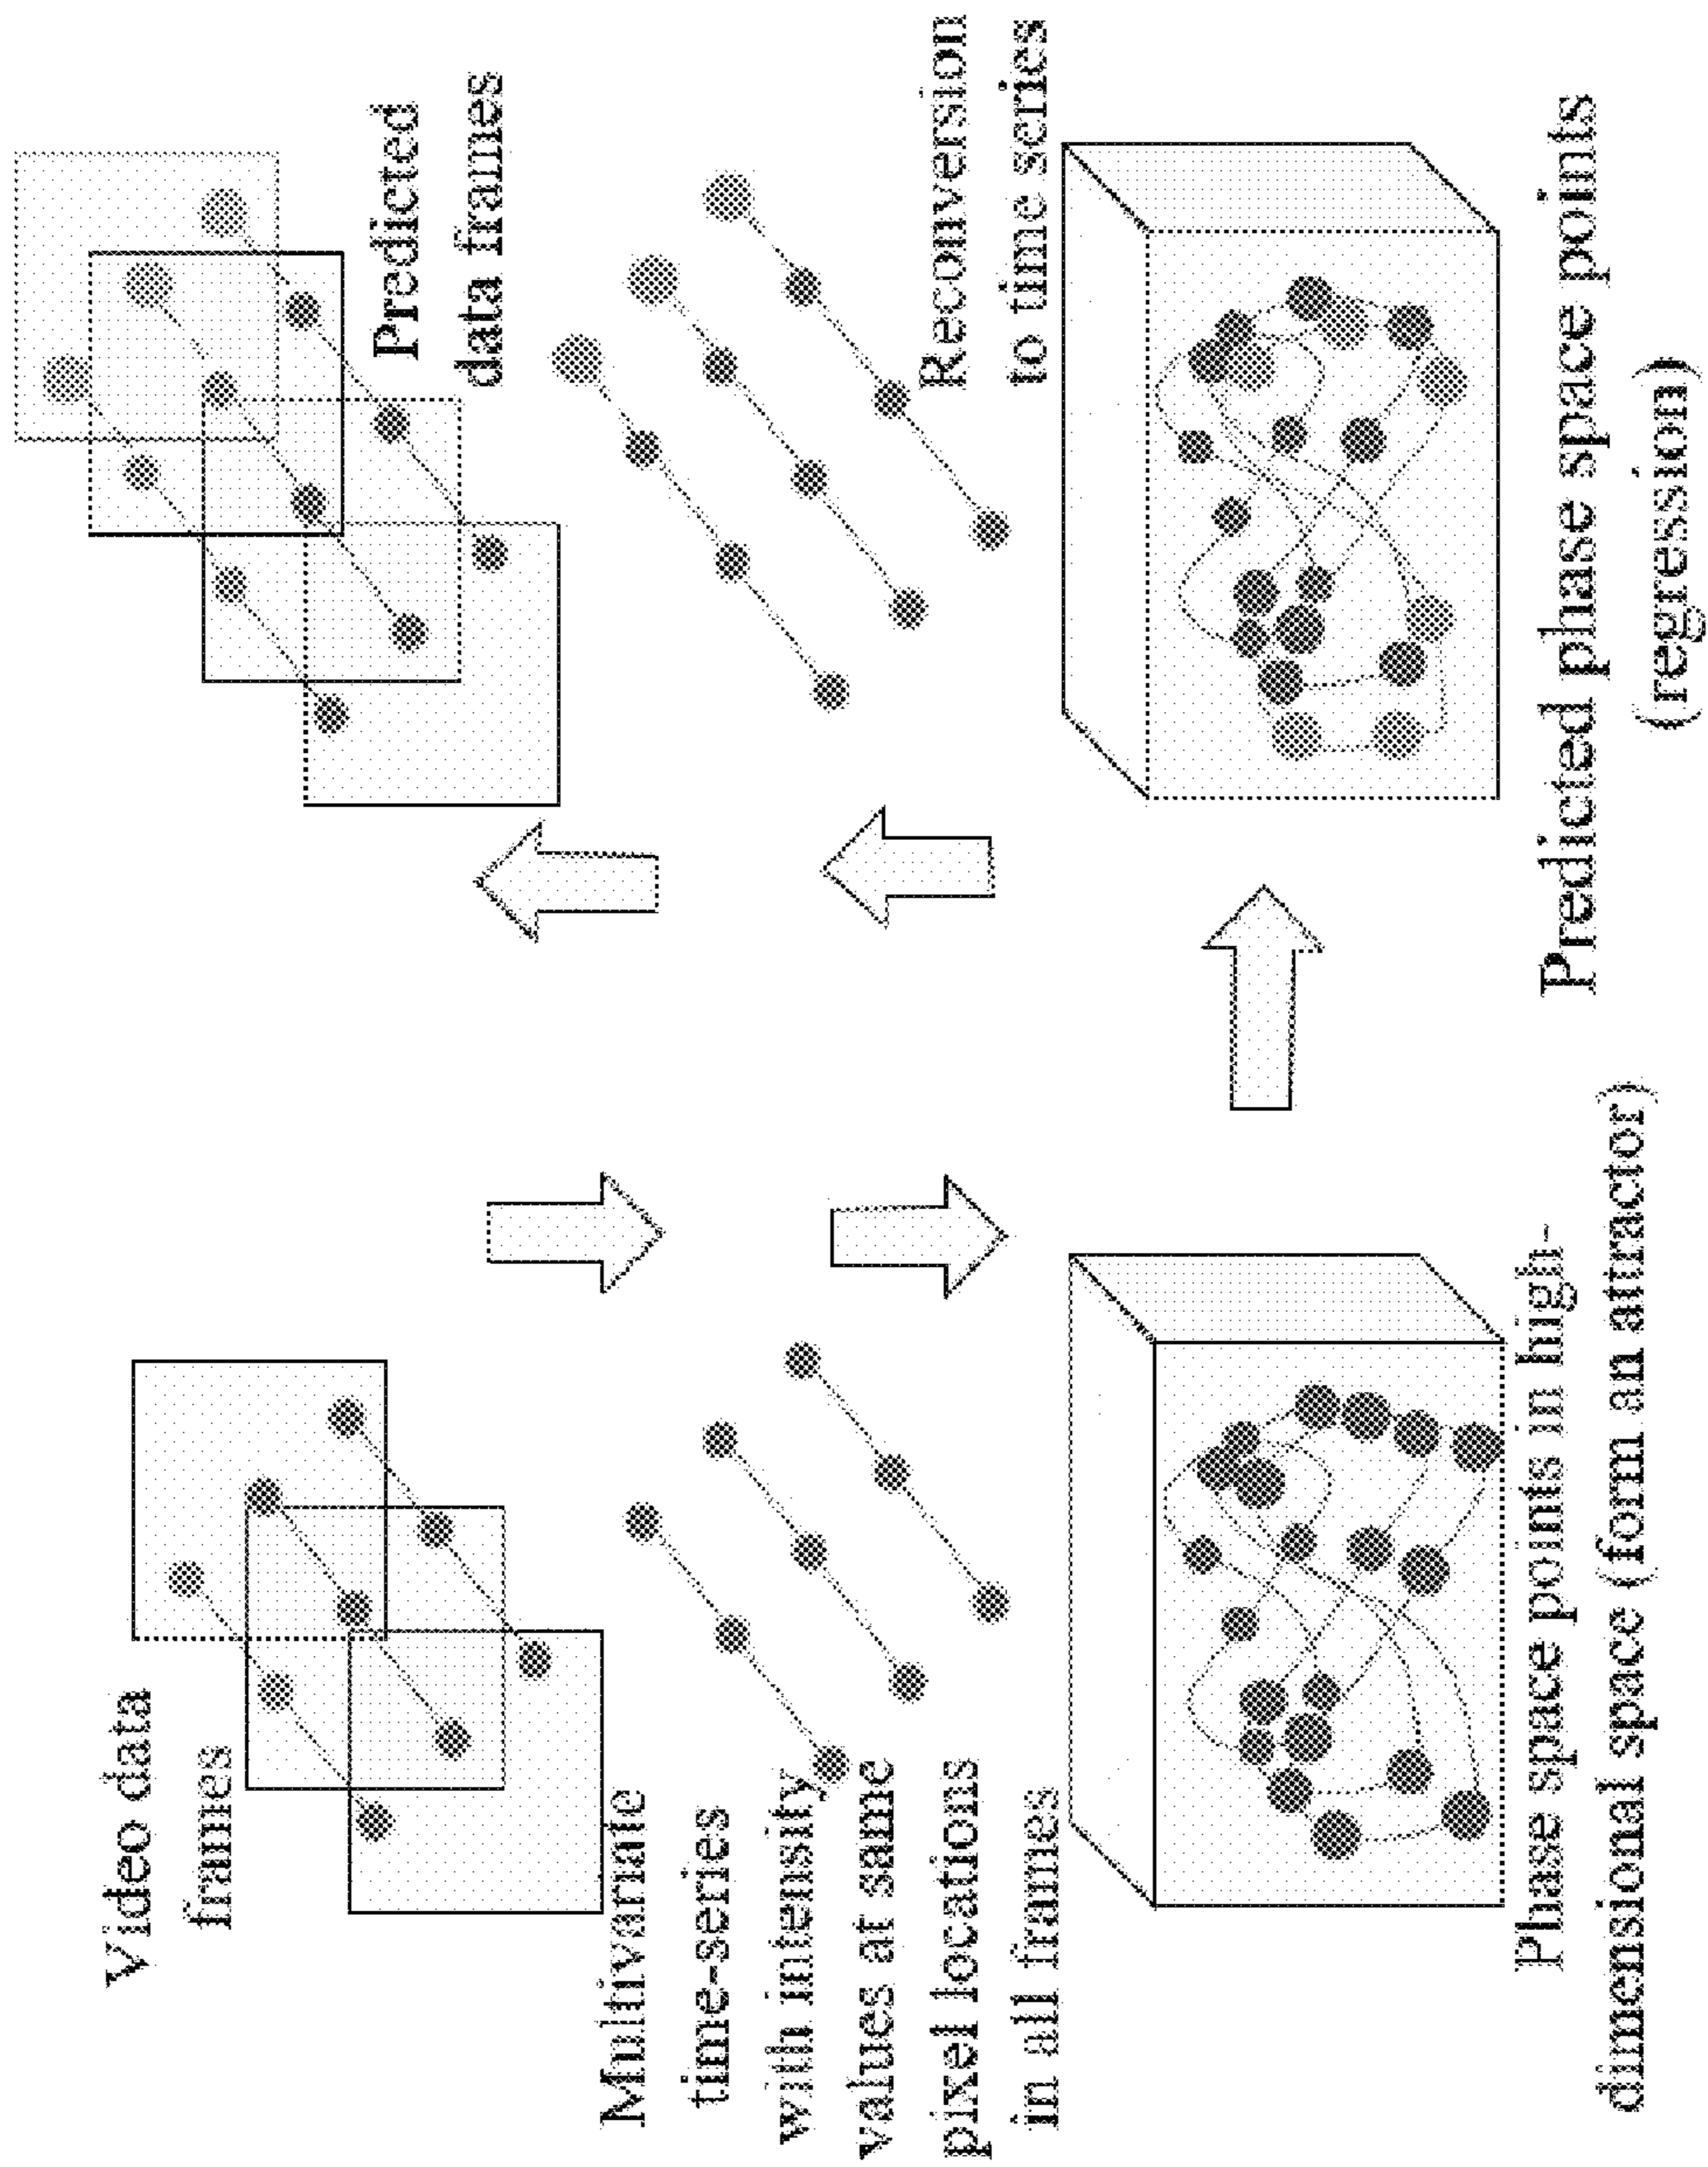 Video data
frames
Multivariate
time-series
with intensity
values at same
pixel locations
in all frames
Phase space points in high-
dimensional space (form an attractor)
Predicted phase space points
(regression)
Reconversion
to time series
Predicted
data frames